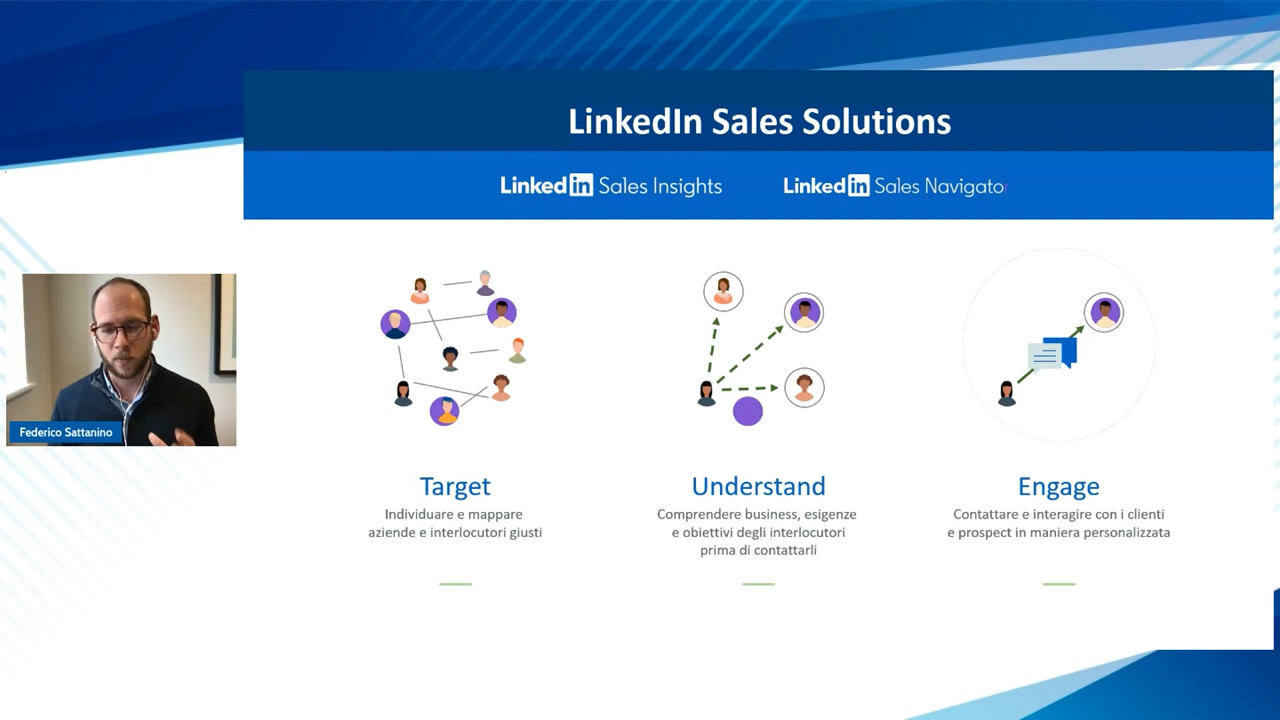 LinkedIn Sales Solutions
Linked in Sales Insights
Linked in Sales Navigato
Federico Sattanino
Target
Individuare e mappare
aziende e interlocutori giusti
Understand
Comprendere business, esigenze
e obiettivi degli interlocutori
prima di contattarli
Engage
Contattare e interagire con i clienti
e prospect in maniera personalizzata